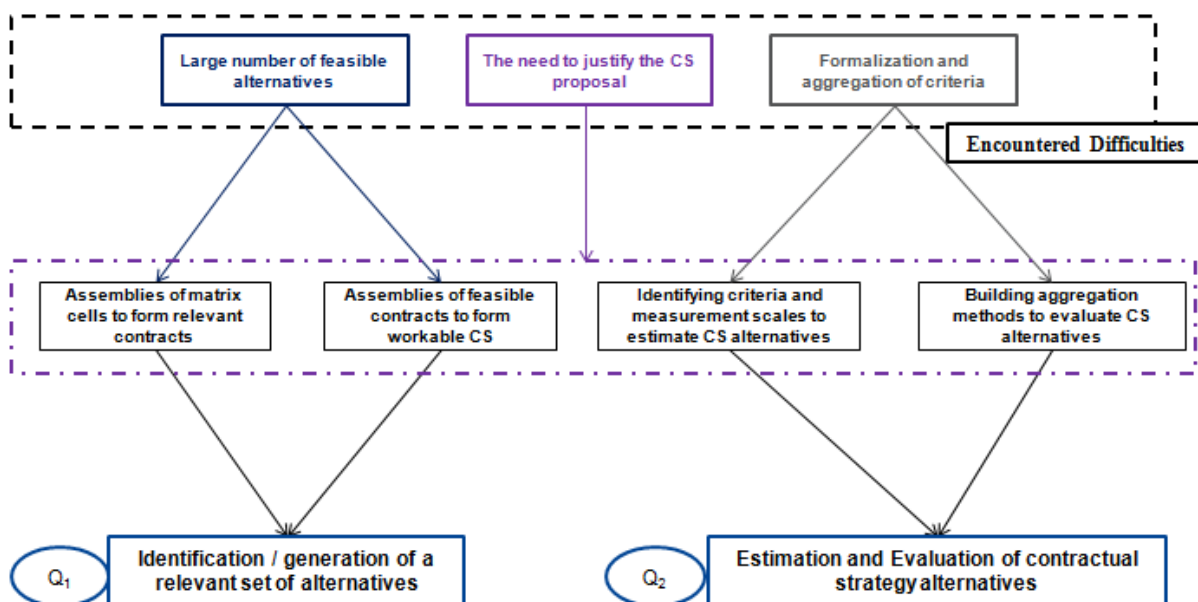 Large number of feasible
alternatives
The need to justify the CS
proposal
Formalization and
aggregation of criteria
Encountered Difficulties
Assemblies of matrix
cells to form relevant
contracts
Assemblies of feasible
contracts to form
workable CS
Identifying criteria and
measurement scales to
estimate CS alternatives
Building aggregation
methods to evaluate CS
alternatives
Q1
Identification / generation of a
relevant set of alternatives
Q2
Estimation and Evaluation of contractual
strategy alternatives